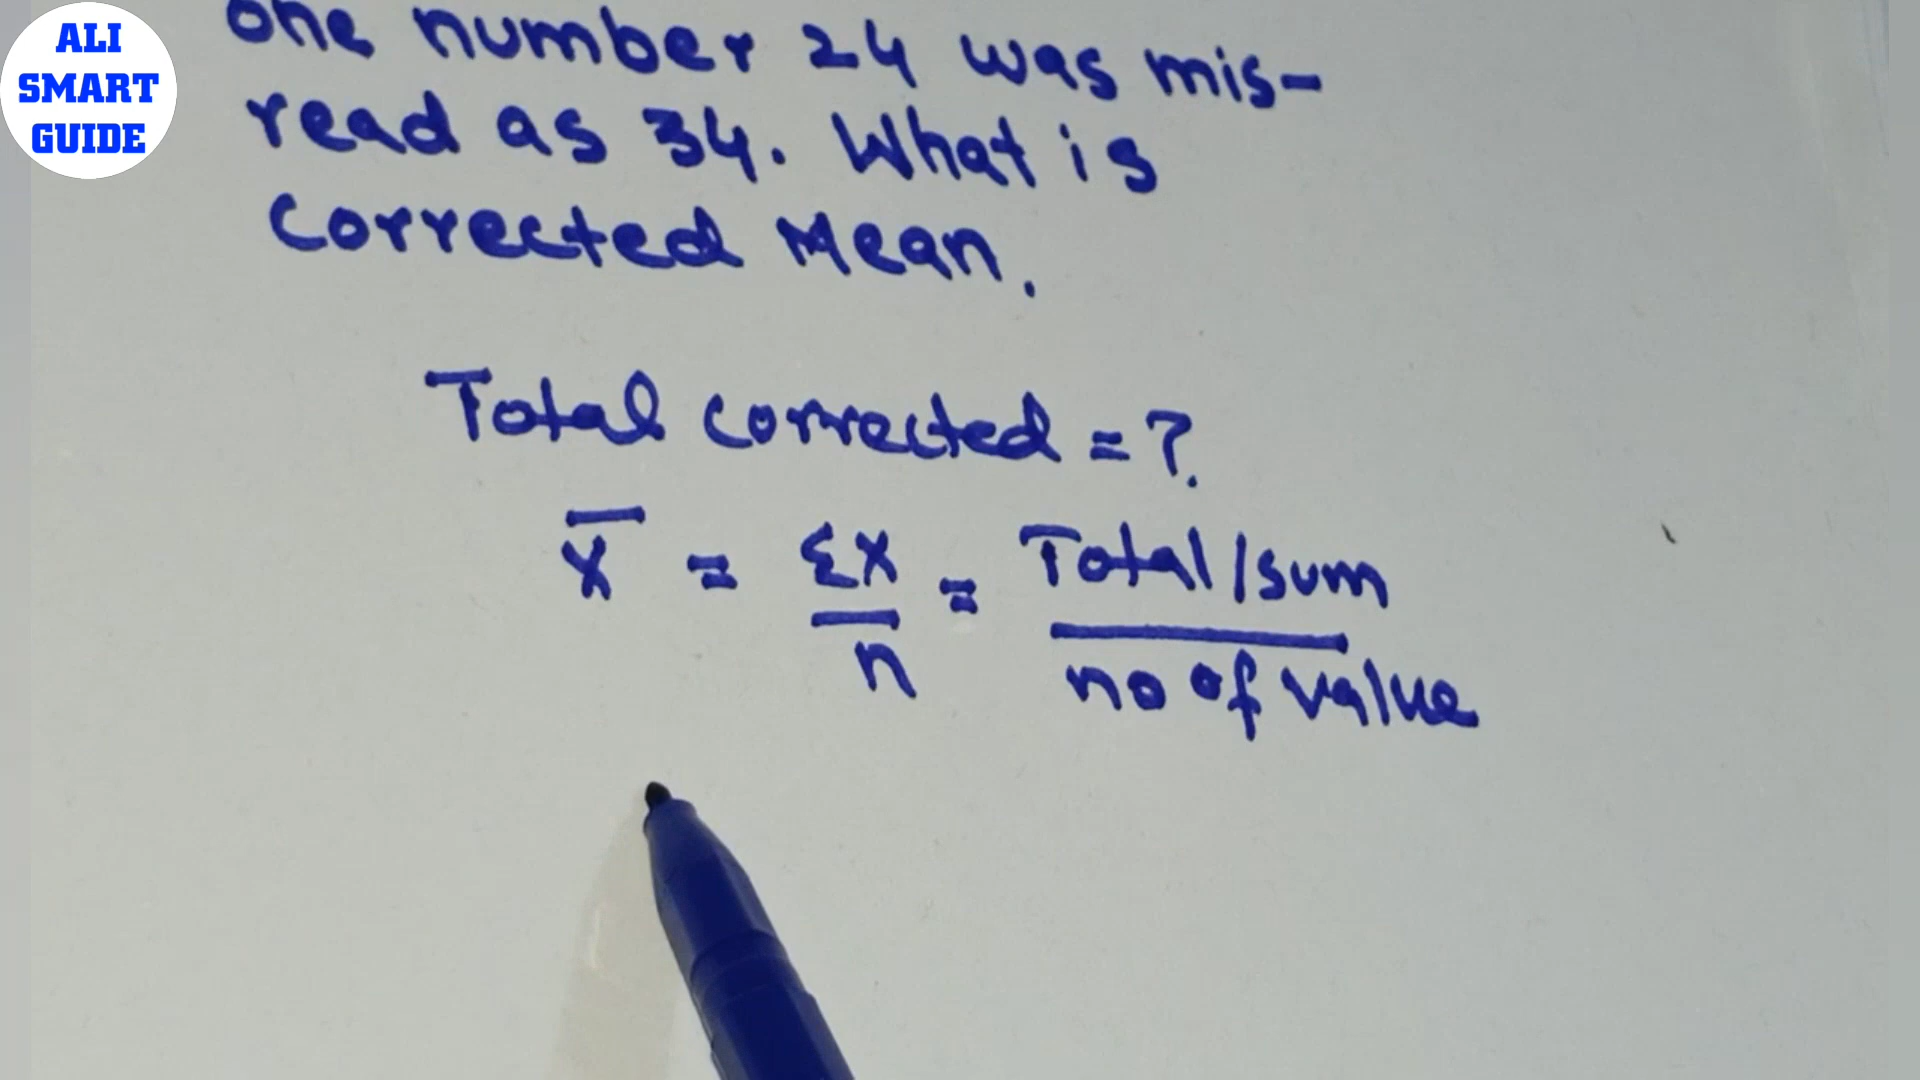 ALI
SMART
GUIDE
one number 24 was mis-
read as 34. What is
Corrected Mean.
Total corrected = ?
x̅ = Σx/n = Total/sum / no of value